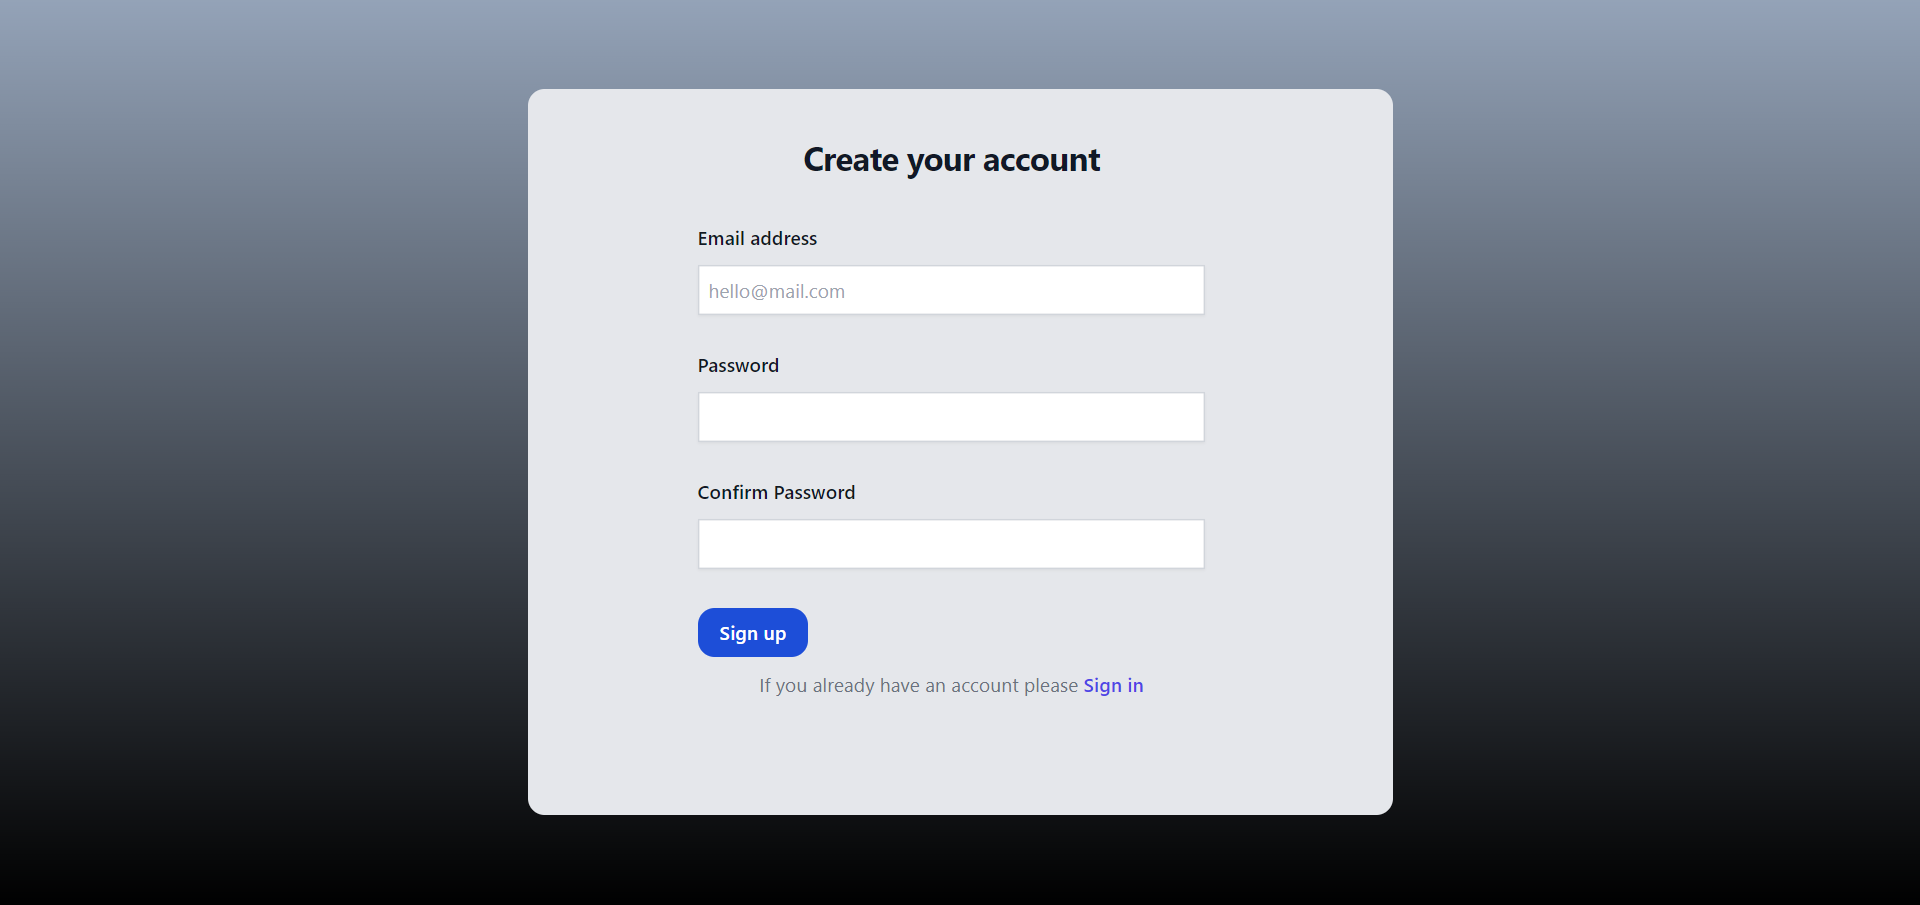 Create your account
Email address
hello@mail.com
Password
Confirm Password
Sign up
If you already have an account please Sign in